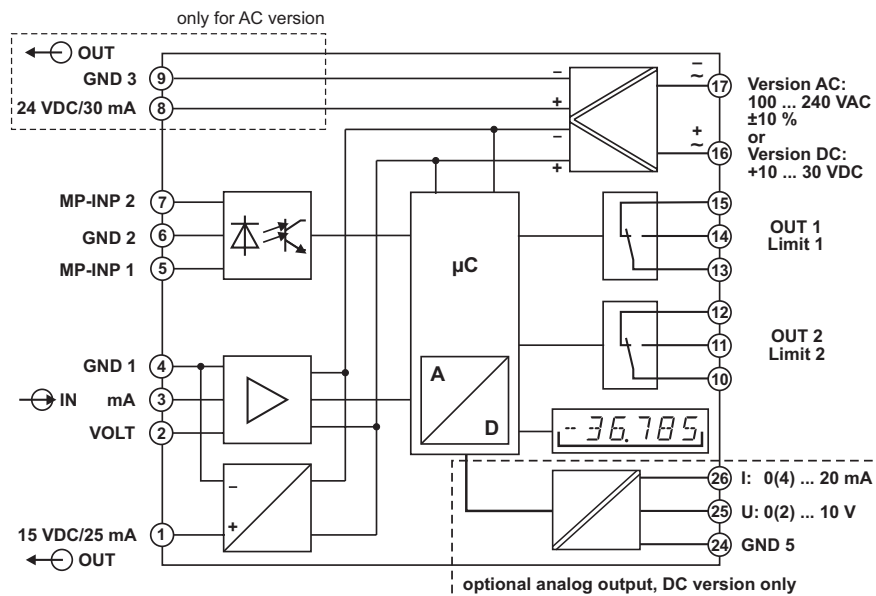 only for AC version
OUT
GND 3 9
24 VDC/30 mA 8
− + − +
− ~ 17
+ ~ 16
Version AC:
100 ... 240 VAC
±10 %
or
Version DC:
+10 ... 30 VDC
MP-INP 2 7
GND 2 6
MP-INP 1 5
µC
15
14
13
OUT 1
Limit 1
12
11
10
OUT 2
Limit 2
GND 1 4
IN mA 3
VOLT 2
A
D
-36.785
− +
15 VDC/25 mA 1
OUT
26 I: 0(4) ... 20 mA
25 U: 0(2) ... 10 V
24 GND 5
optional analog output, DC version only